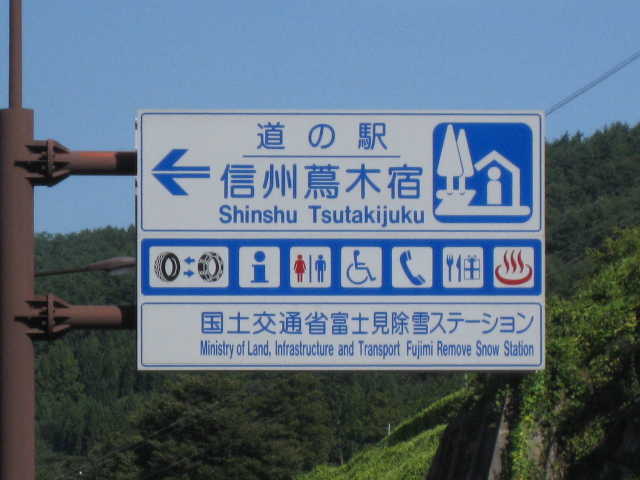 道の駅
信州蔦木宿
Shinshu Tsutakijuku
国土交通省富士見除雪ステーション
Ministry of Land, Infrastructure and Transport Fujimi Remove Snow Station